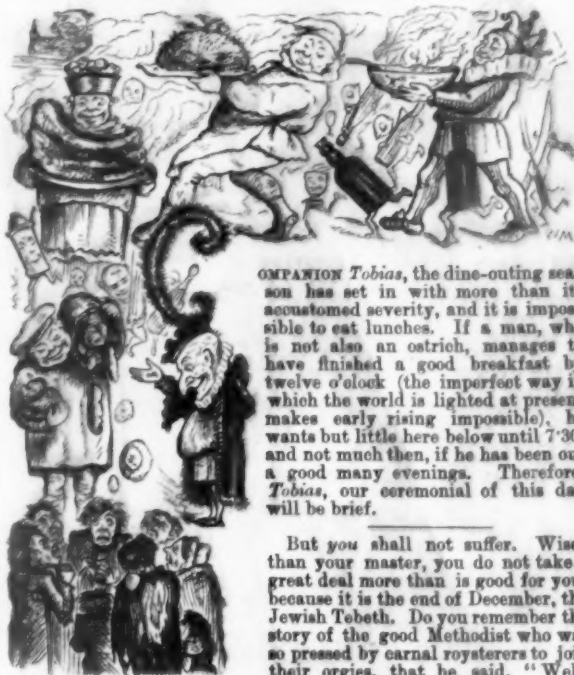 COMPANION Tobias, the dine-outing sea
son has set in with more than it
accustomed severity, and it is impos
sible to eat lunches. If a man, wh
is not also an ostrich, manages t
have finished a good breakfast b
twelve o'clock (the imperfect way i
which the world is lighted at presen
makes early rising impossible), h
wants but little here below until 7·30
and not much then, if he has been ou
a good many evenings. Therefore
Tobias, our ceremonial of this da
will be brief.
But you shall not suffer. Wise
than your master, you do not take
great deal more than is good for you
because it is the end of December, th
Jewish Tebeth. Do you remember th
story of the good Methodist who wa
so pressed by carnal roysterers to jo
their orgies, that he said, "Wel